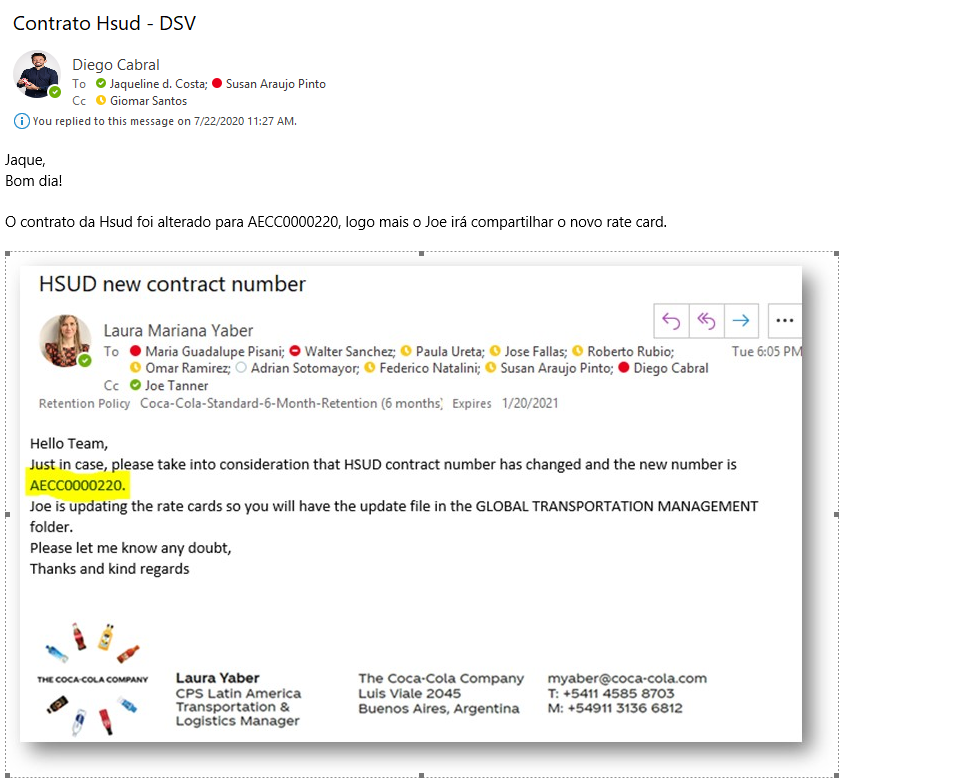 Contrato Hsud - DSV
Diego Cabral
To Jaqueline d. Costa; Susan Araujo Pinto
Cc Giomar Santos
You replied to this message on 7/22/2020 11:27 AM.
Jaque,
Bom dia!
O contrato da Hsud foi alterado para AECC0000220, logo mais o Joe irá compartilhar o novo rate card.
HSUD new contract number
Laura Mariana Yaber
To Maria Guadalupe Pisani; Walter Sanchez; Paula Ureta; Jose Fallas; Roberto Rubio; Tue 6:05 PM
Omar Ramirez; Adrian Sotomayor; Federico Natalini; Susan Araujo Pinto; Diego Cabral
Cc Joe Tanner
Retention Policy Coca-Cola-Standard-6-Month-Retention (6 months) Expires 1/20/2021
Hello Team,
Just in case, please take into consideration that HSUD contract number has changed and the new number is
AECC0000220.
Joe is updating the rate cards so you will have the update file in the GLOBAL TRANSPORTATION MANAGEMENT
folder.
Please let me know any doubt,
Thanks and kind regards
THE COCA-COLA COMPANY
Laura Yaber
CPS Latin America
Transportation &
Logistics Manager
The Coca-Cola Company
Luis Viale 2045
Buenos Aires, Argentina
myaber@coca-cola.com
T: +5411 4585 8703
M: +54911 3136 6812